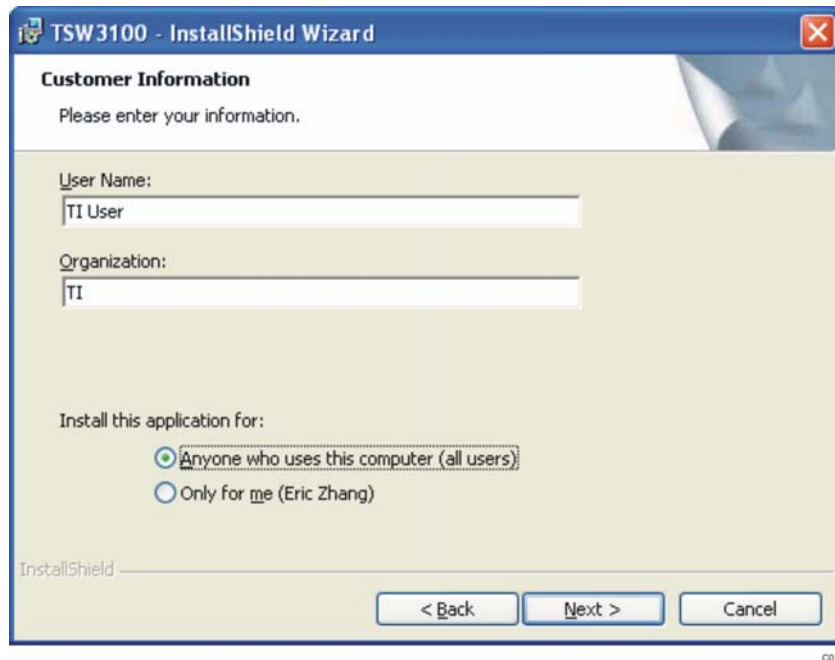 TSW3100 - InstallShield Wizard
Customer Information
Please enter your information.
User Name:
TI User
Organization:
TI
Install this application for:
Anyone who uses this computer (all users)
Only for me (Eric Zhang)
InstallShield
< Back
Next >
Cancel